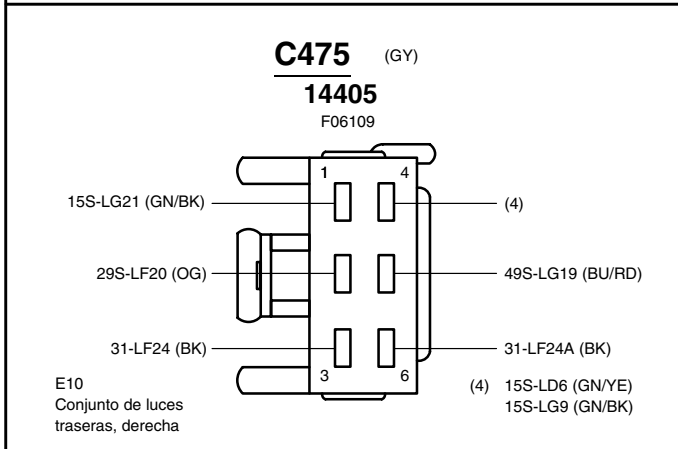 C475 (GY)
14405
F06109
1 4
15S-LG21 (GN/BK) (4)
29S-LF20 (OG) 49S-LG19 (BU/RD)
31-LF24 (BK) 31-LF24A (BK)
3 6
E10
Conjunto de luces
traseras, derecha
(4) 15S-LD6 (GN/YE)
15S-LG9 (GN/BK)